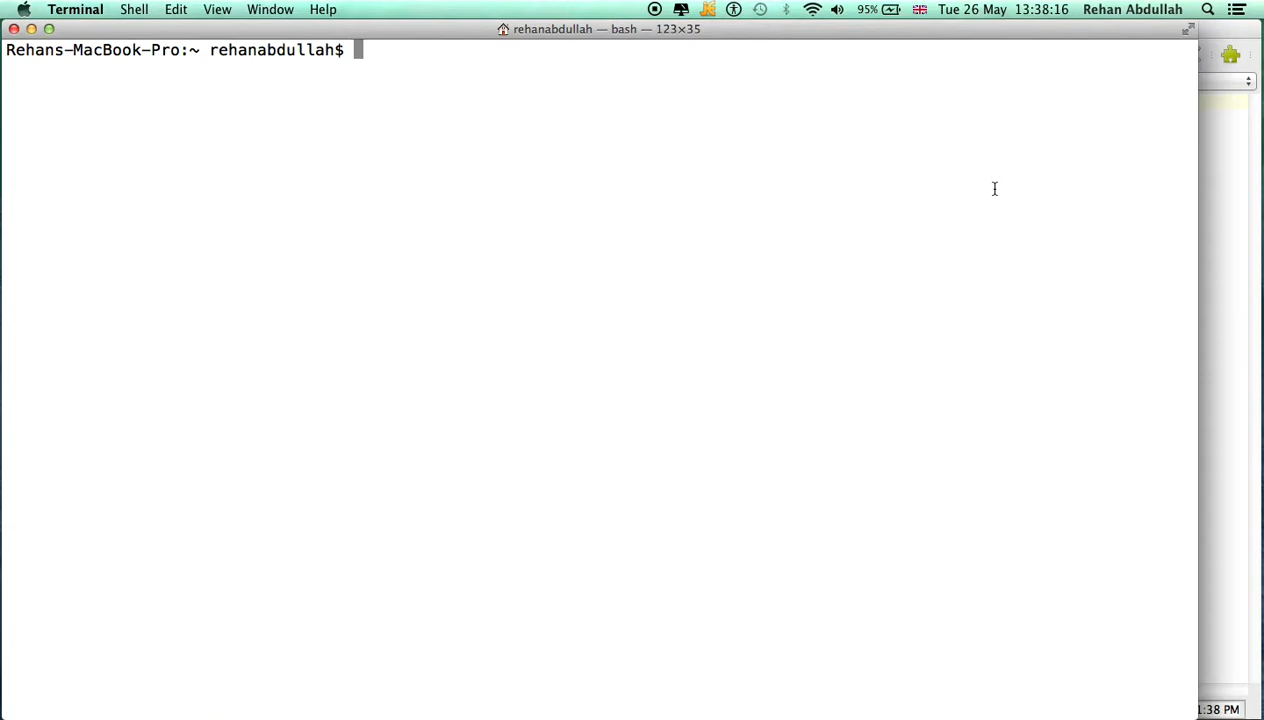 Terminal Shell Edit View Window Help 95% Tue 26 May 13:38:16 Rehan Abdullah
rehanabdullah — bash — 123×35
Rehans-MacBook-Pro:~ rehanabdullah$
1:38 PM